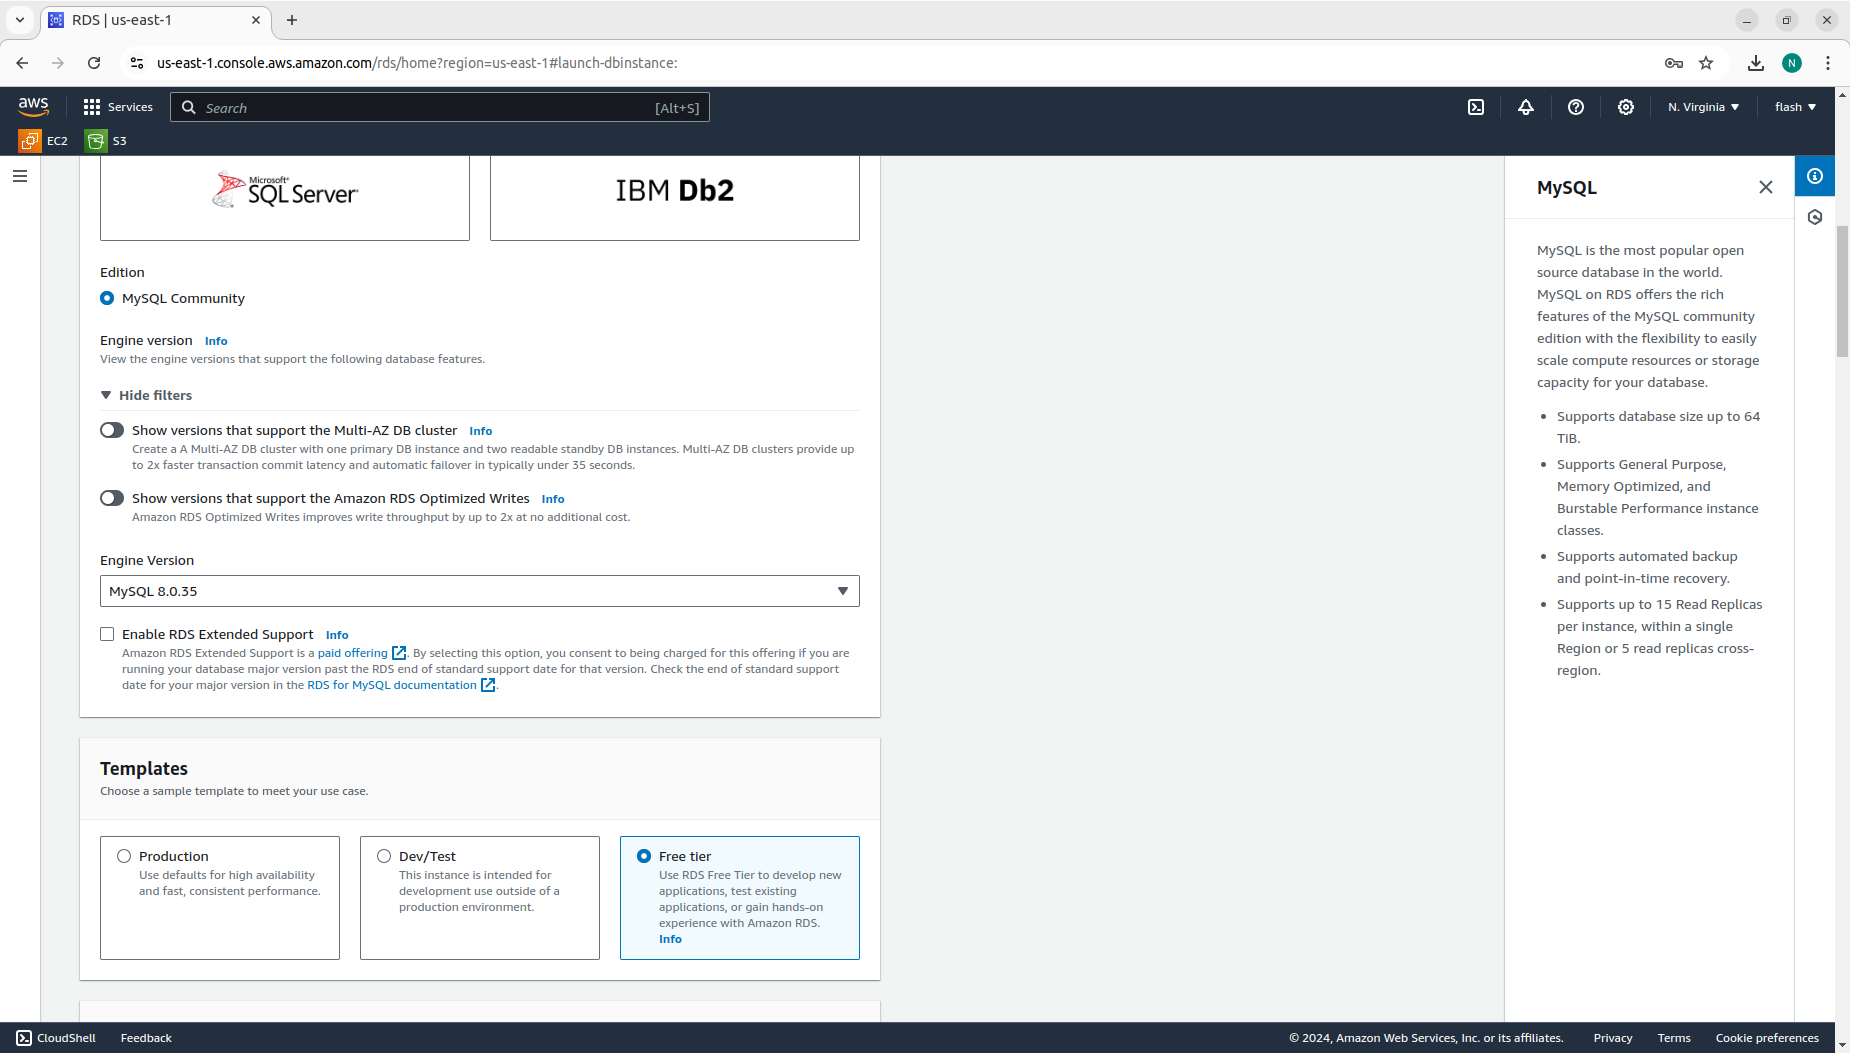 RDS | us-east-1
us-east-1.console.aws.amazon.com/rds/home?region=us-east-1#launch-dbinstance:
N
aws
Services
Search
[Alt+S]
N. Virginia
flash
EC2
S3
Microsoft®
SQL Server
IBM Db2
Edition
MySQL Community
Engine version Info
View the engine versions that support the following database features.
Hide filters
Show versions that support the Multi-AZ DB cluster Info
Create a A Multi-AZ DB cluster with one primary DB instance and two readable standby DB instances. Multi-AZ DB clusters provide up
to 2x faster transaction commit latency and automatic failover in typically under 35 seconds.
Show versions that support the Amazon RDS Optimized Writes Info
Amazon RDS Optimized Writes improves write throughput by up to 2x at no additional cost.
Engine Version
MySQL 8.0.35
Enable RDS Extended Support Info
Amazon RDS Extended Support is a paid offering. By selecting this option, you consent to being charged for this offering if you are
running your database major version past the RDS end of standard support date for that version. Check the end of standard support
date for your major version in the RDS for MySQL documentation.
Templates
Choose a sample template to meet your use case.
Production
Use defaults for high availability
and fast, consistent performance.
Dev/Test
This instance is intended for
development use outside of a
production environment.
Free tier
Use RDS Free Tier to develop new
applications, test existing
applications, or gain hands-on
experience with Amazon RDS.
Info
MySQL
MySQL is the most popular open
source database in the world.
MySQL on RDS offers the rich
features of the MySQL community
edition with the flexibility to easily
scale compute resources or storage
capacity for your database.
• Supports database size up to 64
TiB.
• Supports General Purpose,
Memory Optimized, and
Burstable Performance instance
classes.
• Supports automated backup
and point-in-time recovery.
• Supports up to 15 Read Replicas
per instance, within a single
Region or 5 read replicas cross-
region.
CloudShell
Feedback
© 2024, Amazon Web Services, Inc. or its affiliates.
Privacy
Terms
Cookie preferences